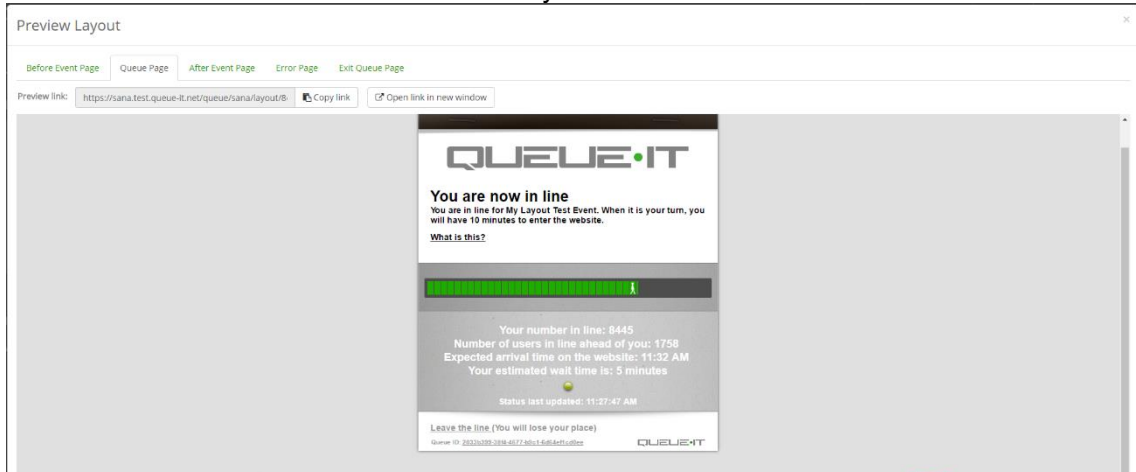 Preview Layout
×
Before Event Page Queue Page After Event Page Error Page Exit Queue Page
Preview link: https://sana.test.queue-it.net/queue/sana/layout/8- Copy link Open link in new window
QUEUE•IT
You are now in line
You are in line for My Layout Test Event. When it is your turn, you
will have 10 minutes to enter the website.
What is this?
Your number in line: 8445
Number of users in line ahead of you: 1758
Expected arrival time on the website: 11:32 AM
Your estimated wait time is: 5 minutes
Status last updated: 11:27:47 AM
Leave the line (You will lose your place)
Queue ID:
QUEUE•IT